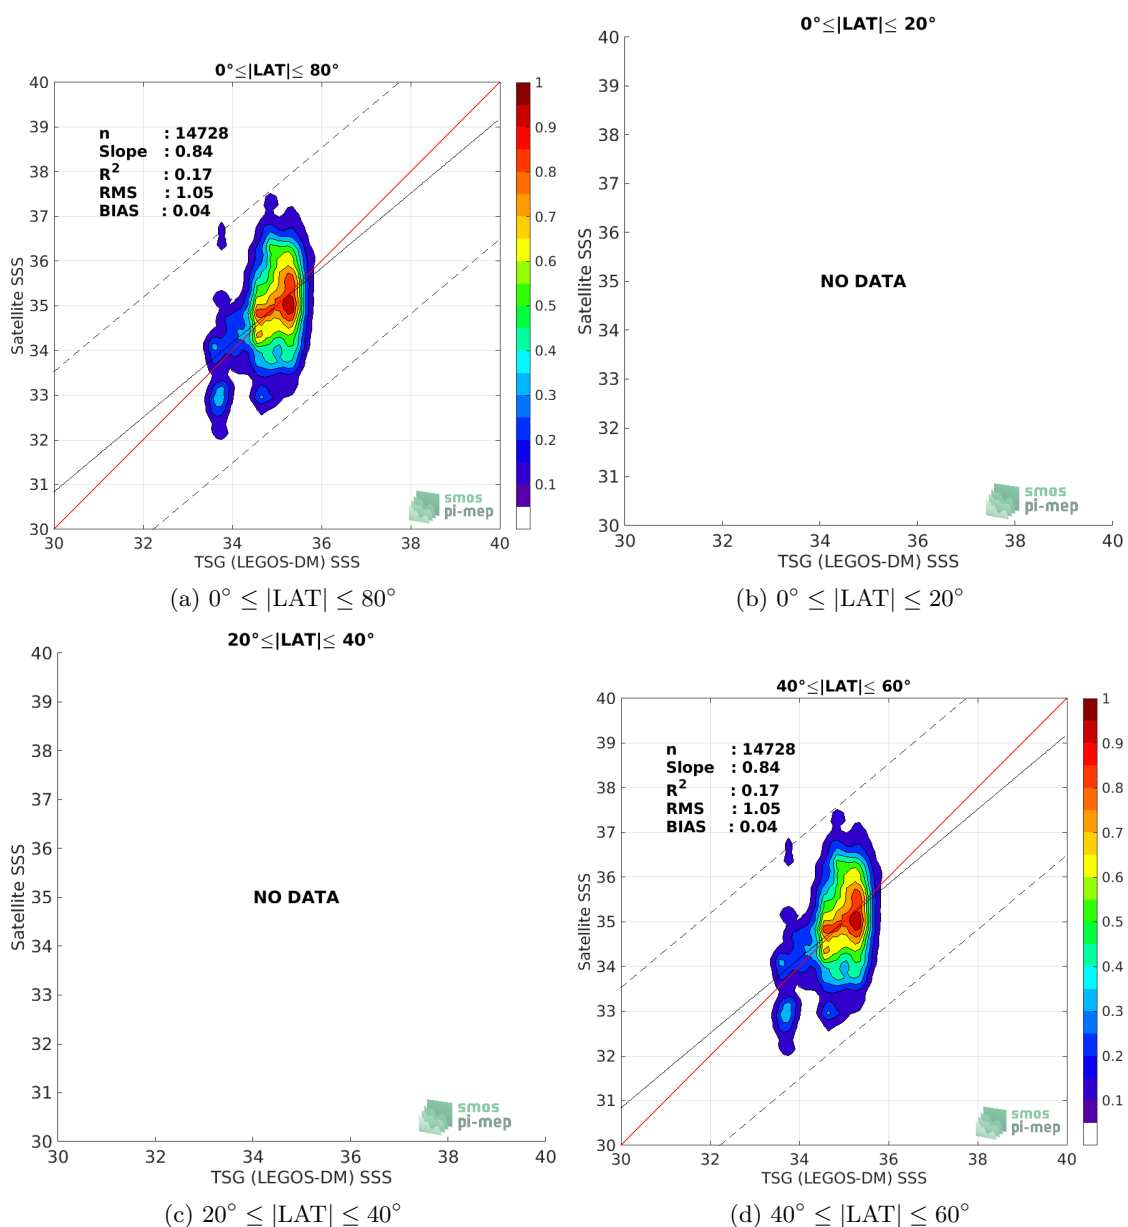 0°≤|LAT|≤ 80°
40
39
38
37
36
35
34
33
32
31
30
Satellite SSS
n : 14728
Slope : 0.84
R² : 0.17
RMS : 1.05
BIAS : 0.04
smos
pi-mep
30 32 34 36 38 40
TSG (LEGOS-DM) SSS
1
0.9
0.8
0.7
0.6
0.5
0.4
0.3
0.2
0.1
(a) 0° ≤ |LAT| ≤ 80°
0°≤|LAT|≤ 20°
40
39
38
37
36
35
34
33
32
31
30
Satellite SSS
NO DATA
smos
pi-mep
30 32 34 36 38 40
TSG (LEGOS-DM) SSS
(b) 0° ≤ |LAT| ≤ 20°
20°≤|LAT|≤ 40°
40
39
38
37
36
35
34
33
32
31
30
Satellite SSS
NO DATA
smos
pi-mep
30 32 34 36 38 40
TSG (LEGOS-DM) SSS
(c) 20° ≤ |LAT| ≤ 40°
40°≤|LAT|≤ 60°
40
39
38
37
36
35
34
33
32
31
30
Satellite SSS
n : 14728
Slope : 0.84
R² : 0.17
RMS : 1.05
BIAS : 0.04
smos
pi-mep
30 32 34 36 38 40
TSG (LEGOS-DM) SSS
1
0.9
0.8
0.7
0.6
0.5
0.4
0.3
0.2
0.1
(d) 40° ≤ |LAT| ≤ 60°